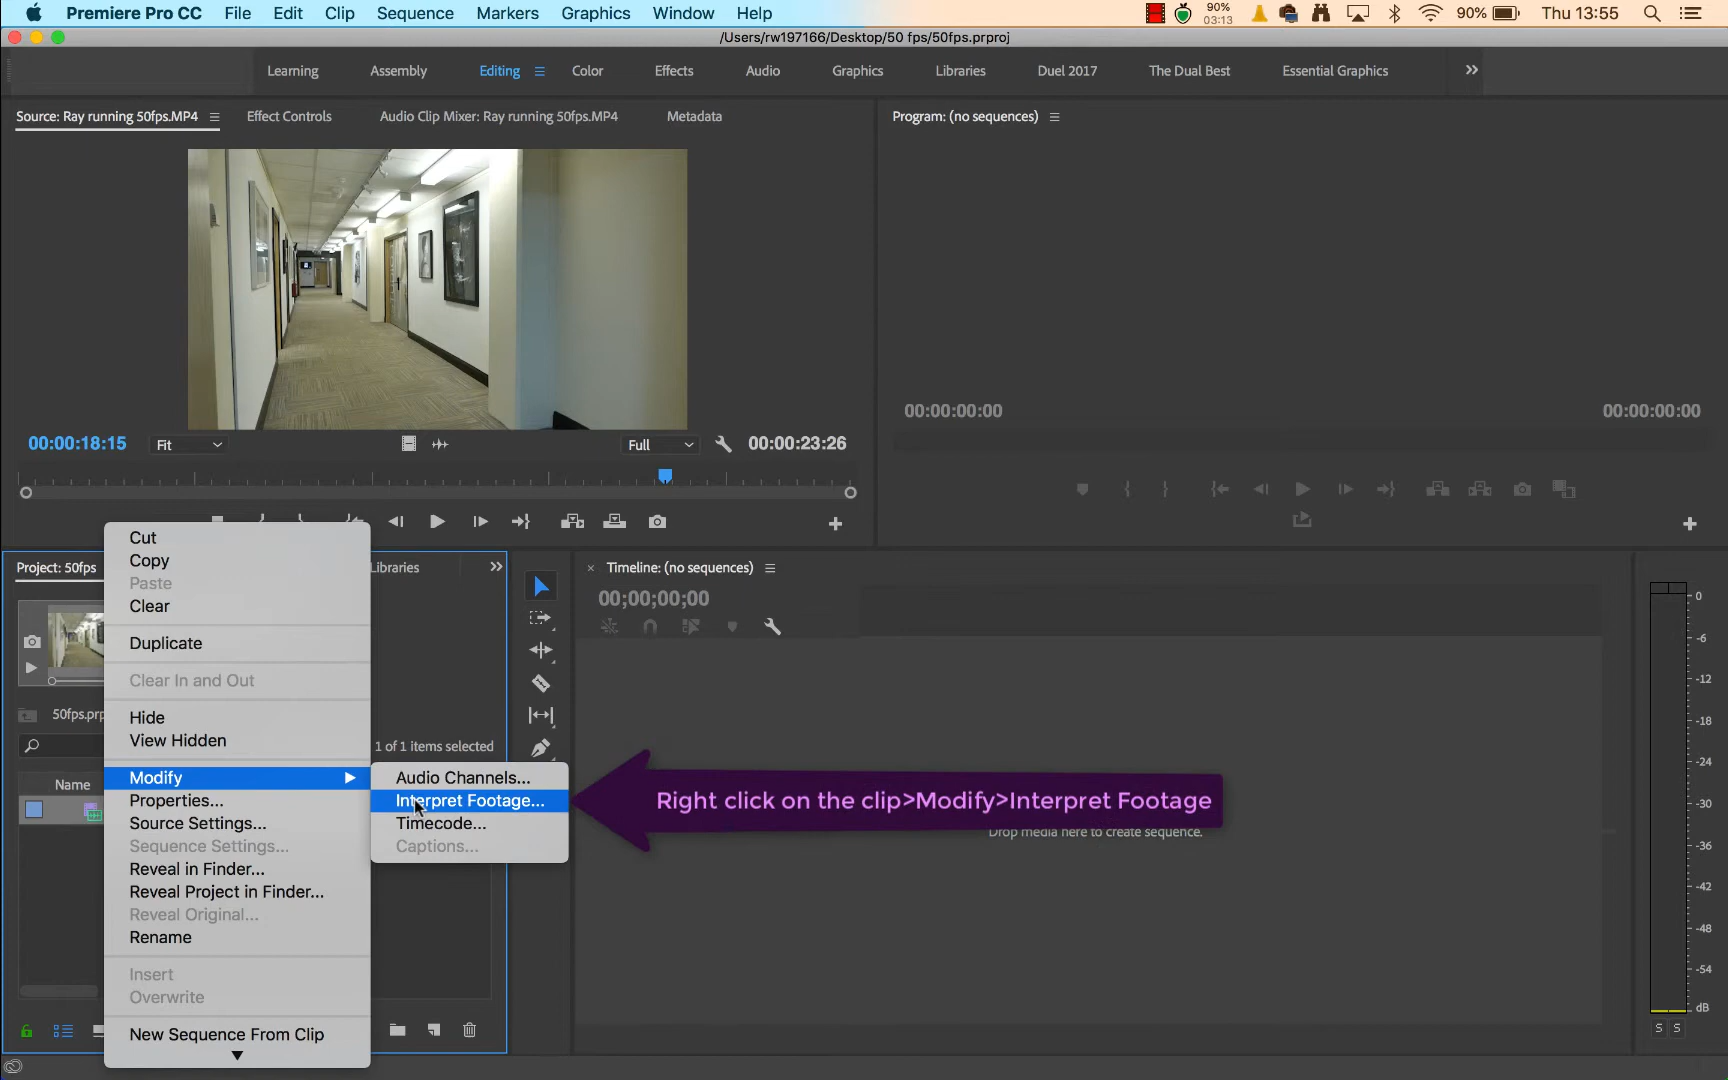 Premiere Pro CC File Edit Clip Sequence Markers Graphics Window Help 90% 03:13 90% Thu 13:55
/Users/rw197166/Desktop/50 fps/50fps.prproj
Learning Assembly Editing Color Effects Audio Graphics Libraries Duel 2017 The Dual Best Essential Graphics
Source: Ray running 50fps.MP4 Effect Controls Audio Clip Mixer: Ray running 50fps.MP4 Metadata
Program: (no sequences)
00:00:00:00 00:00:00:00
00:00:18:15 Fit Full 00:00:23:26
Project: 50fps
Libraries
Timeline: (no sequences)
00;00;00;00
50fps.prp
1 of 1 items selected
Name
Cut
Copy
Paste
Clear
Duplicate
Clear In and Out
Hide
View Hidden
Modify
Properties...
Source Settings...
Sequence Settings...
Reveal in Finder...
Reveal Project in Finder...
Reveal Original...
Rename
Insert
Overwrite
New Sequence From Clip
Audio Channels...
Interpret Footage...
Timecode...
Captions...
Right click on the clip>Modify>Interpret Footage
Drop media here to create sequence.
0
-6
-12
-18
-24
-30
-36
-42
-48
-54
dB
S S